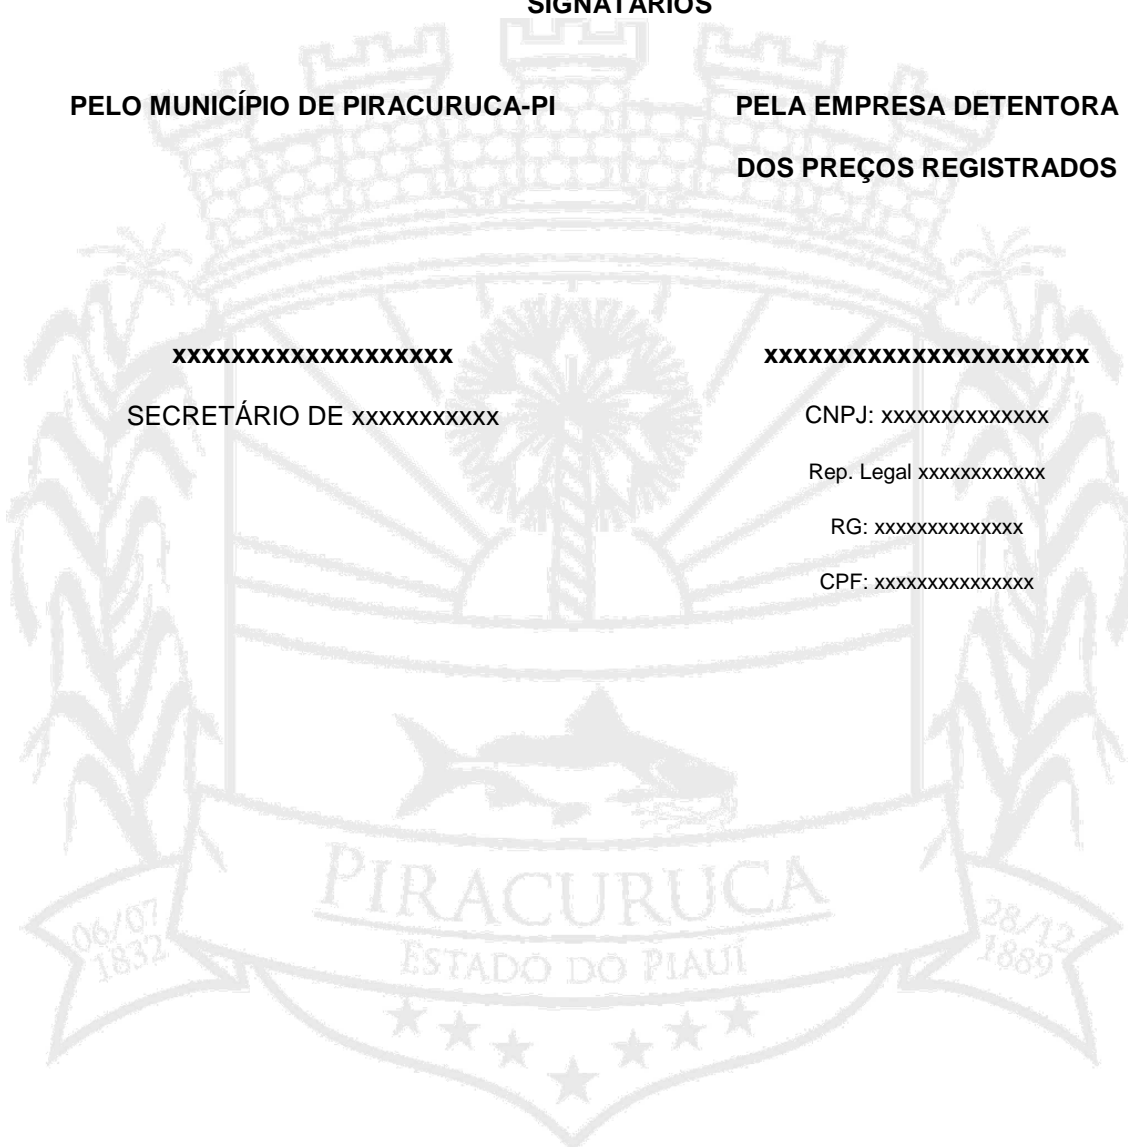 SIGNATÁRIOS
PELO MUNICÍPIO DE PIRACURUCA-PI
PELA EMPRESA DETENTORA
DOS PREÇOS REGISTRADOS
xxxxxxxxxxxxxxxxxxx
SECRETÁRIO DE xxxxxxxxxxx
xxxxxxxxxxxxxxxxxxxxxx
CNPJ: xxxxxxxxxxxxxx
Rep. Legal xxxxxxxxxxxx
RG: xxxxxxxxxxxxxx
CPF: xxxxxxxxxxxxxxx
PIRACURUCA
ESTADO DO PIAUÍ
06/07
1832
28/12
1889